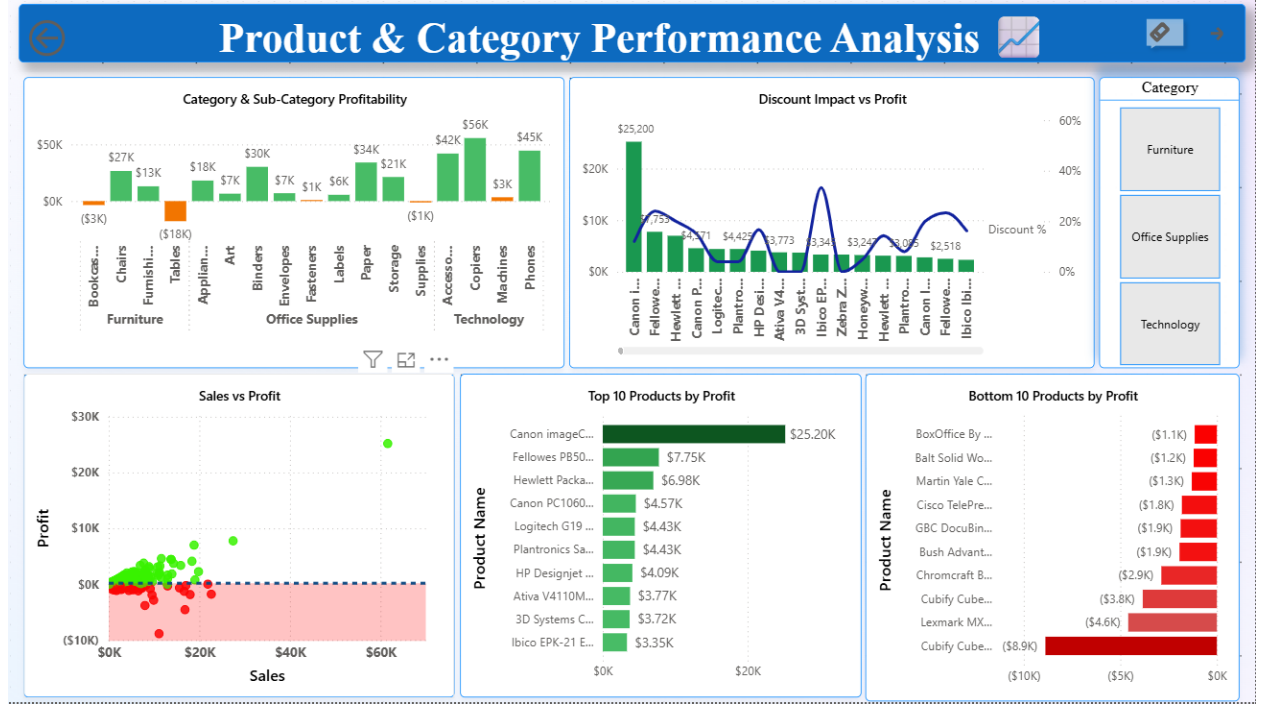 Product & Category Performance Analysis
Category & Sub-Category Profitability
$50K
$0K
($3K)
$27K
$13K
($18K)
$18K
$7K
$30K
$7K
$1K
$6K
$34K
$21K
($1K)
$42K
$56K
$3K
$45K
Bookcas...
Chairs
Furnishi...
Tables
Applian...
Art
Binders
Envelopes
Fasteners
Labels
Paper
Storage
Supplies
Accesso...
Copiers
Machines
Phones
Furniture
Office Supplies
Technology
Discount Impact vs Profit
$20K
$10K
$0K
$25,200
$7,753
$4,571
$4,425
$3,773
$3,247
$2,518
60%
40%
20%
0%
Discount %
Canon i...
Fellowe...
Hewlett ...
Canon P...
Logitec...
Plantro...
HP Desi...
Ativa V4...
3D Syst...
Ibico EP...
Zebra Z...
Honeyw...
Hewlett ...
Plantro...
Canon I...
Fellowe...
Ibico Ibi...
Category
Furniture
Office Supplies
Technology
Sales vs Profit
Profit
$30K
$20K
$10K
$0K
($10K)
$0K
$20K
$40K
$60K
Sales
Top 10 Products by Profit
Product Name
Canon imageC... $25.20K
Fellowes PB50... $7.75K
Hewlett Packa... $6.98K
Canon PC1060... $4.57K
Logitech G19 ... $4.43K
Plantronics Sa... $4.43K
HP Designjet ... $4.09K
Ativa V4110M... $3.77K
3D Systems C... $3.72K
Ibico EPK-21 E... $3.35K
$0K
$20K
Bottom 10 Products by Profit
Product Name
BoxOffice By ... ($1.1K)
Balt Solid Wo... ($1.2K)
Martin Yale C... ($1.3K)
Cisco TelePre... ($1.8K)
GBC DocuBin... ($1.9K)
Bush Advant... ($1.9K)
Chromcraft B... ($2.9K)
Cubify Cube... ($3.8K)
Lexmark MX... ($4.6K)
Cubify Cube... ($8.9K)
($10K)
($5K)
$0K